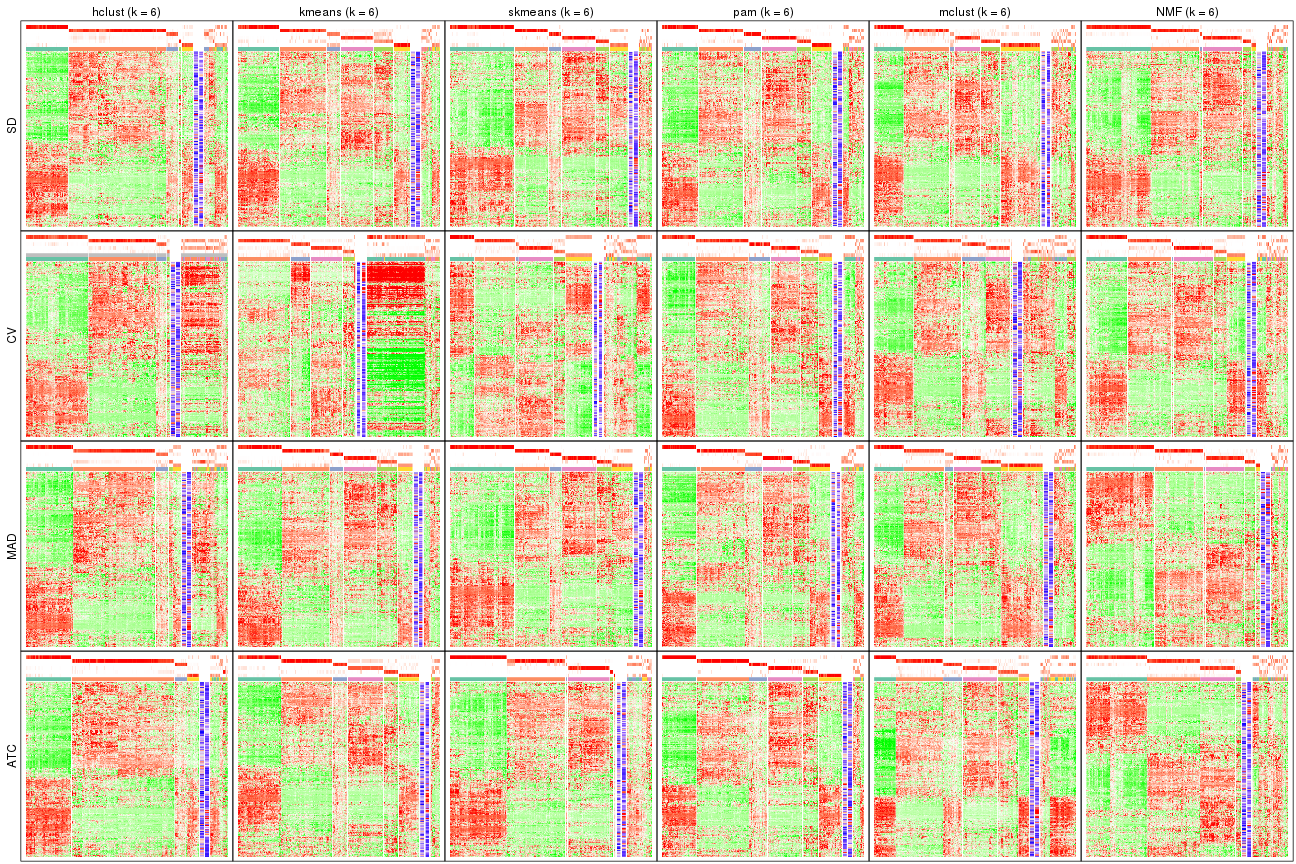 hclust (k = 6) kmeans (k = 6) skmeans (k = 6) pam (k = 6) mclust (k = 6) NMF (k = 6)
SD
CV
MAD
ATC